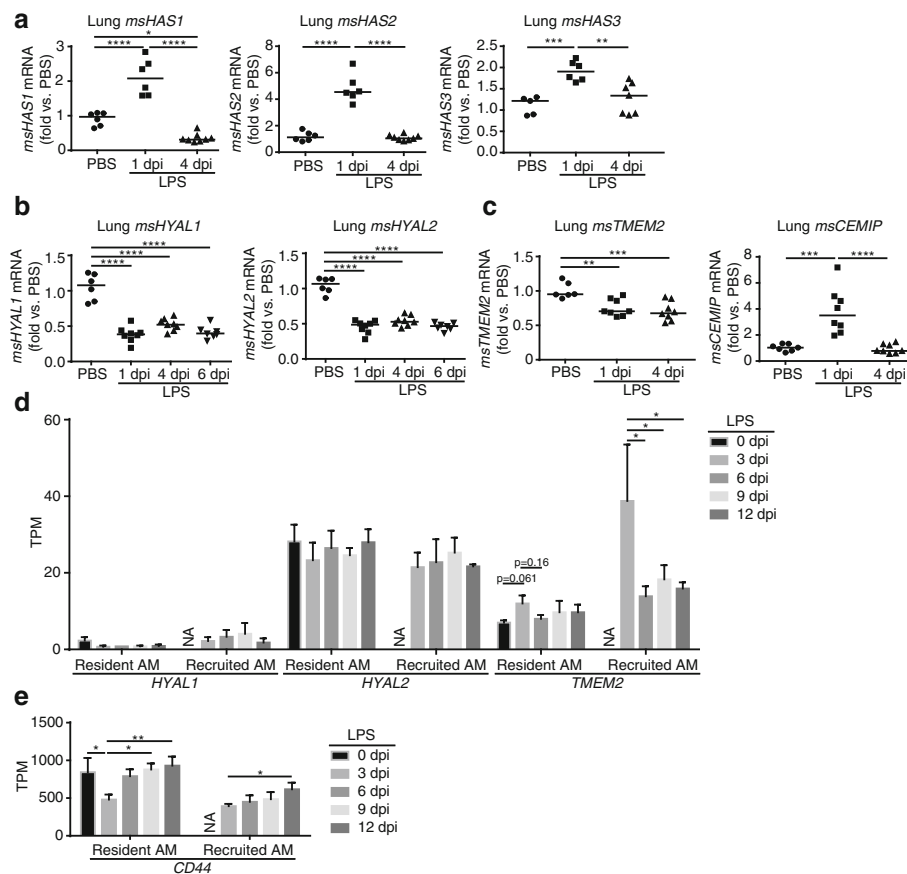 a
Lung msHAS1
msHAS1 mRNA
(fold vs. PBS)
3
2
1
0
*
**** ****
PBS 1 dpi 4 dpi
LPS
Lung msHAS2
msHAS2 mRNA
(fold vs. PBS)
8
6
4
2
0
**** ****
PBS 1 dpi 4 dpi
LPS
Lung msHAS3
msHAS3 mRNA
(fold vs. PBS)
2.5
2.0
1.5
1.0
0.5
0.0
*** **
PBS 1 dpi 4 dpi
LPS
b
Lung msHYAL1
msHYAL1 mRNA
(fold vs. PBS)
1.5
1.0
0.5
0.0
****
****
****
PBS 1 dpi 4 dpi 6 dpi
LPS
Lung msHYAL2
msHYAL2 mRNA
(fold vs. PBS)
1.5
1.0
0.5
0.0
****
****
****
PBS 1 dpi 4 dpi 6 dpi
LPS
c
Lung msTMEM2
msTMEM2 mRNA
(fold vs. PBS)
1.5
1.0
0.5
0.0
***
**
PBS 1 dpi 4 dpi
LPS
Lung msCEMIP
msCEMIP mRNA
(fold vs. PBS)
8
6
4
2
0
*** ****
PBS 1 dpi 4 dpi
LPS
d
TPM
60
40
20
0
p=0.061
p=0.16
*
*
*
NA
NA
NA
Resident AM Recruited AM Resident AM Recruited AM Resident AM Recruited AM
HYAL1 HYAL2 TMEM2
LPS
0 dpi
3 dpi
6 dpi
9 dpi
12 dpi
e
TPM
1500
1000
500
0
**
* *
*
NA
Resident AM Recruited AM
CD44
LPS
0 dpi
3 dpi
6 dpi
9 dpi
12 dpi